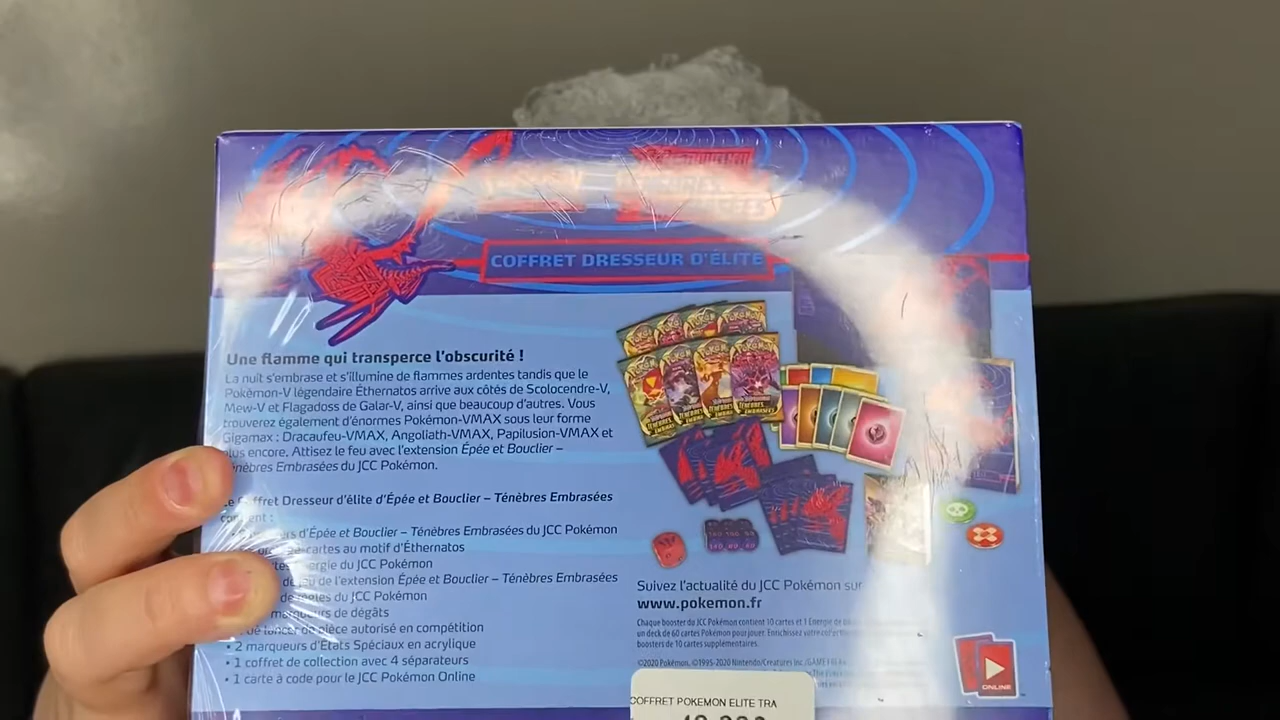 COFFRET DRESSEUR D'ÉLITE
Une flamme qui transperce l'obscurité !
La nuit s'embrase et s'illumine de flammes ardentes tandis que le
Pokémon-V légendaire Éthernatos arrive aux côtés de Scolocendre-V,
Mew-V et Flagadoss de Galar-V, ainsi que beaucoup d'autres. Vous
trouverez également d'énormes Pokémon-VMAX sous leur forme
Gigamax : Dracaufeu-VMAX, Angoliath-VMAX, Papilusion-VMAX et
plus encore. Attisez le feu avec l'extension Épée et Bouclier –
Ténèbres Embrasées du JCC Pokémon.
Coffret Dresseur d'élite d'Épée et Bouclier – Ténèbres Embrasées
d'Épée et Bouclier – Ténèbres Embrasées du JCC Pokémon
cartes au motif d'Éthernatos
du JCC Pokémon
de l'extension Épée et Bouclier – Ténèbres Embrasées
du JCC Pokémon
de dégâts
pièce autorisé en compétition
• 2 marqueurs d'États Spéciaux en acrylique
• 1 coffret de collection avec 4 séparateurs
• 1 carte à code pour le JCC Pokémon Online
Suivez l'actualité du JCC Pokémon sur
www.pokemon.fr
Chaque booster du JCC Pokémon contient 10 cartes et 1 Énergie de
un deck de 60 cartes Pokémon pour jouer. Enrichissez votre
boosters de 10 cartes supplémentaires.
©2020 Pokémon. ©1995-2020 Nintendo/Creatures Inc./GAME
ONLINE
COFFRET POKEMON ELITE TRA